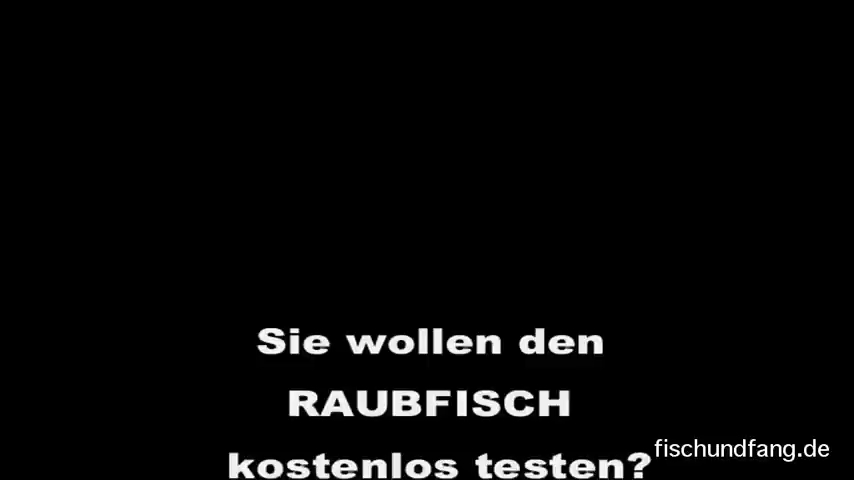 Sie wollen den
RAUBFISCH
kostenlos testen?
fischundfang.de